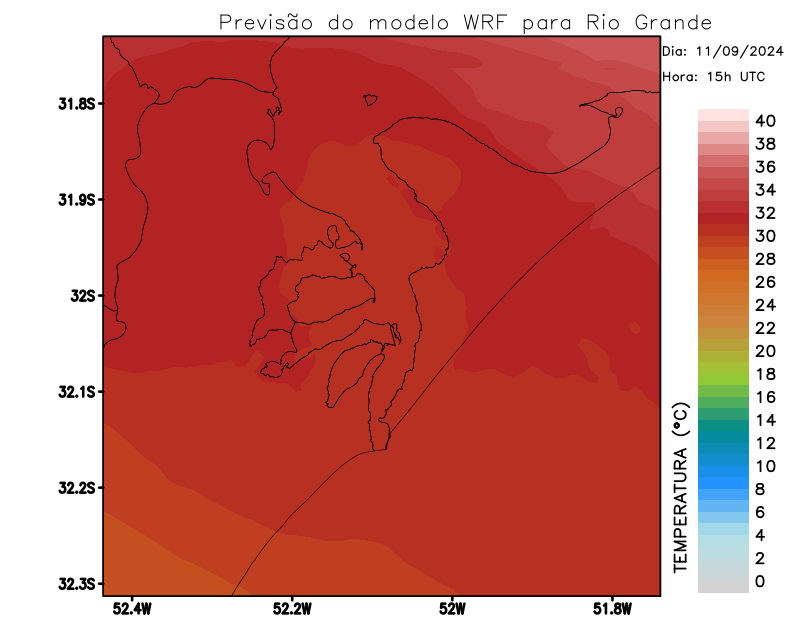 Previsão do modelo WRF para Rio Grande
Dia: 11/09/2024
Hora: 15h UTC
31.8S
31.9S
32S
32.1S
32.2S
32.3S
52.4W
52.2W
52W
51.8W
TEMPERATURA (°C)
40
38
36
34
32
30
28
26
24
22
20
18
16
14
12
10
8
6
4
2
0